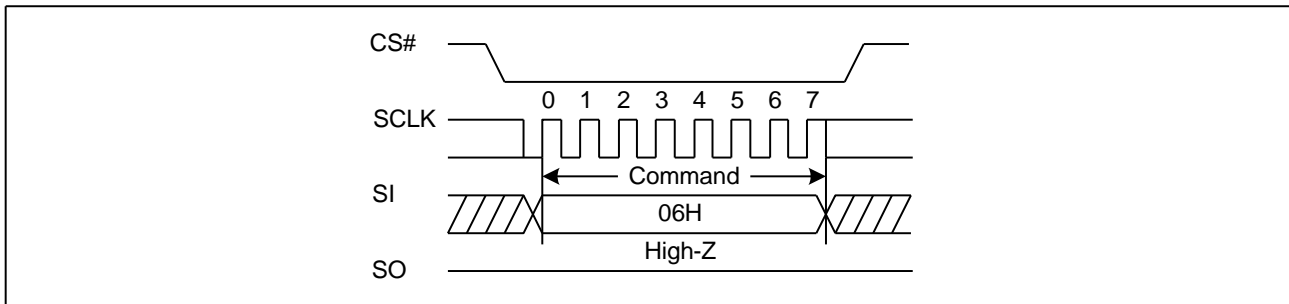 CS#
0 1 2 3 4 5 6 7
SCLK
Command
SI
06H
High-Z
SO